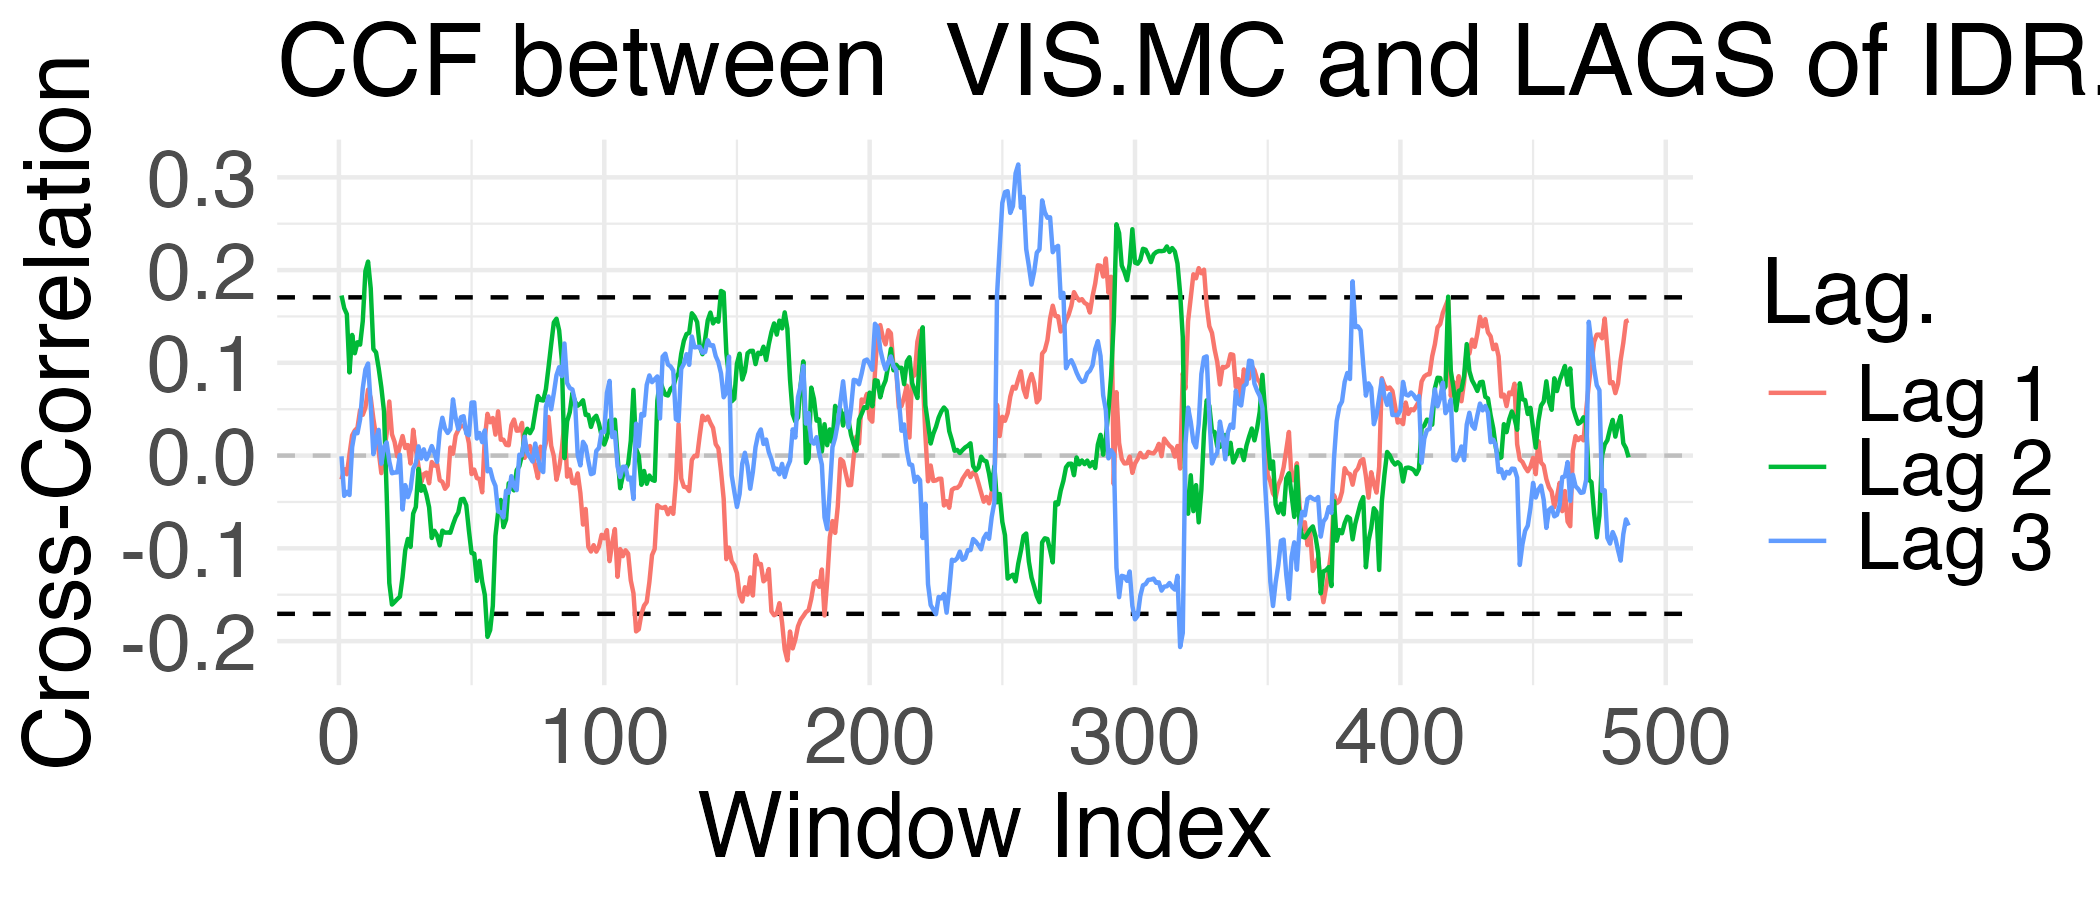 CCF between  VIS.MC and LAGS of IDR.
Cross-Correlation
0.3
0.2
0.1
0.0
-0.1
-0.2
0 100 200 300 400 500
Window Index
Lag.
Lag 1
Lag 2
Lag 3